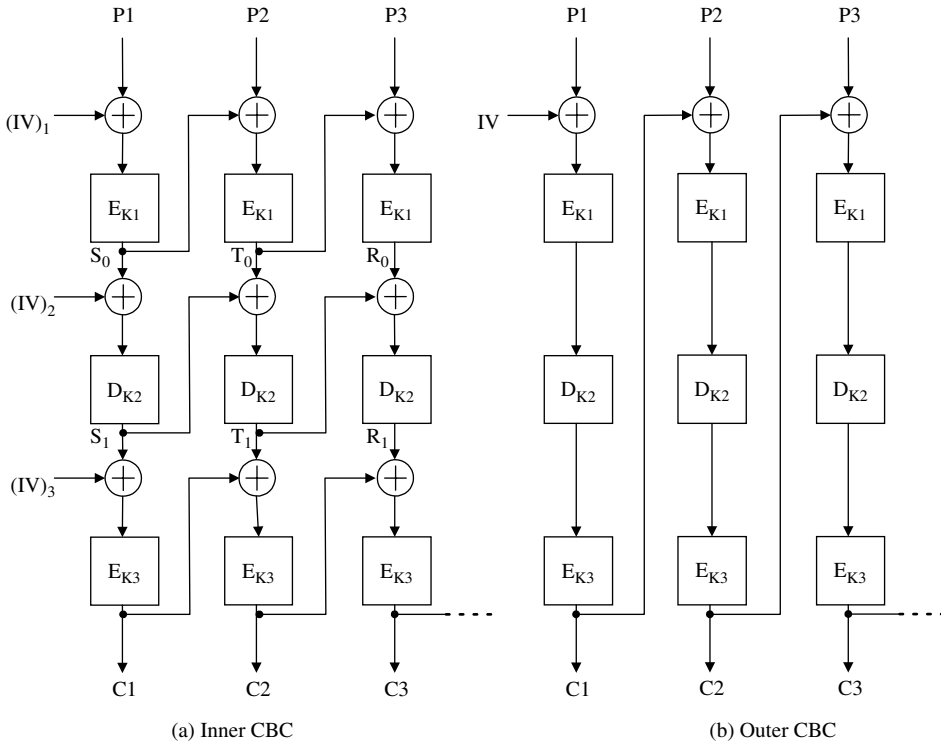 P1 P2 P3 P1 P2 P3
(IV)1 IV
EK1 EK1 EK1 EK1 EK1 EK1
S0 T0 R0
(IV)2
DK2 DK2 DK2 DK2 DK2 DK2
S1 T1 R1
(IV)3
EK3 EK3 EK3 EK3 EK3 EK3
C1 C2 C3 C1 C2 C3
(a) Inner CBC (b) Outer CBC